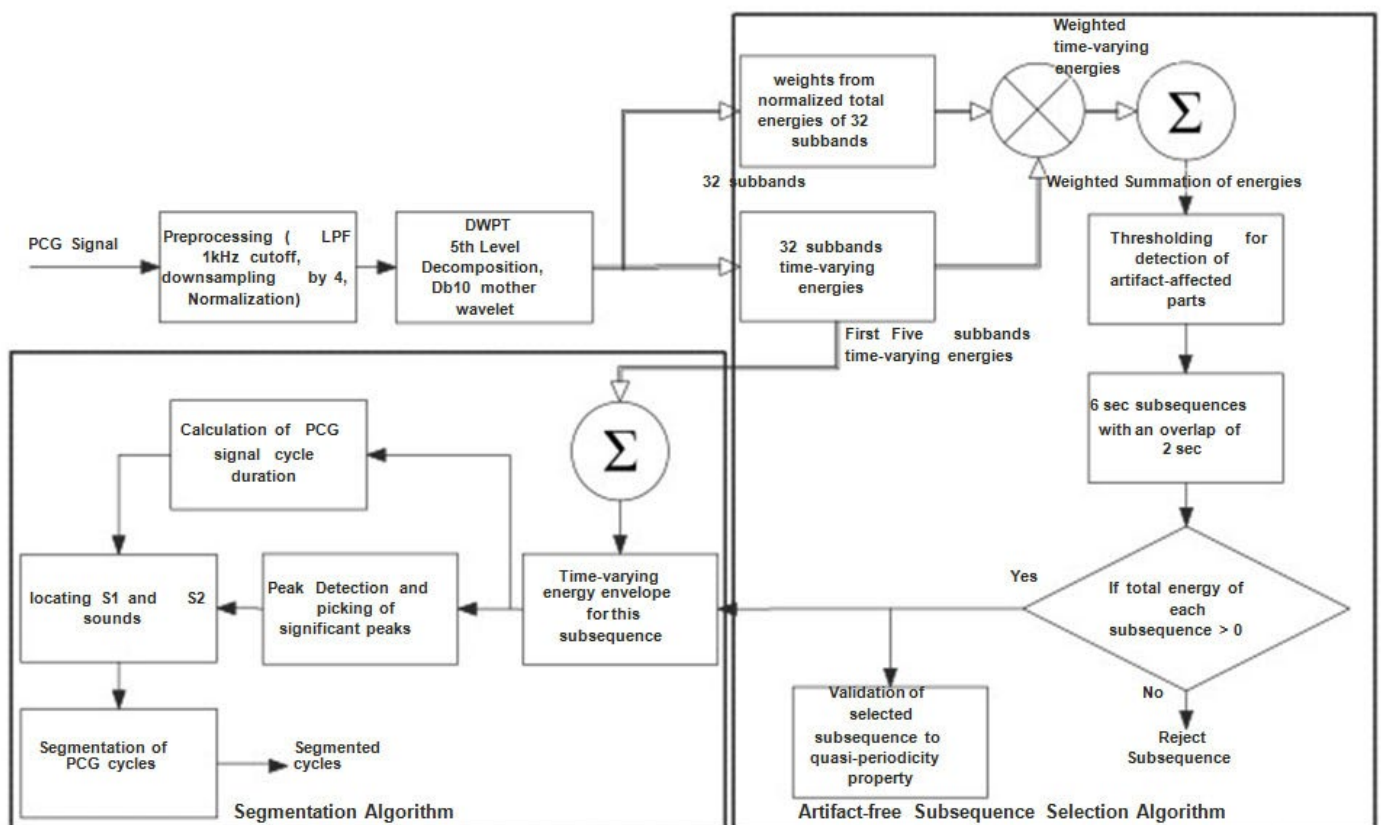 PCG Signal
Preprocessing ( LPF
1kHz cutoff,
downsampling by 4,
Normalization)
DWPT
5th Level
Decomposition,
Db10 mother
wavelet
32 subbands
weights from
normalized total
energies of 32
subbands
Weighted
time-varying
energies
Σ
32 subbands
time-varying
energies
Weighted Summation of energies
Thresholding for
detection of
artifact-affected
parts
6 sec subsequences
with an overlap of
2 sec
If total energy of
each
subsequence > 0
Yes
No
Reject
Subsequence
Validation of
selected
subsequence to
quasi-periodicity
property
Artifact-free Subsequence Selection Algorithm
First Five subbands
time-varying energies
Σ
Time-varying
energy envelope
for this
subsequence
Calculation of PCG
signal cycle
duration
Peak Detection and
picking of
significant peaks
locating S1 and S2
sounds
Segmentation of
PCG cycles
Segmented
cycles
Segmentation Algorithm